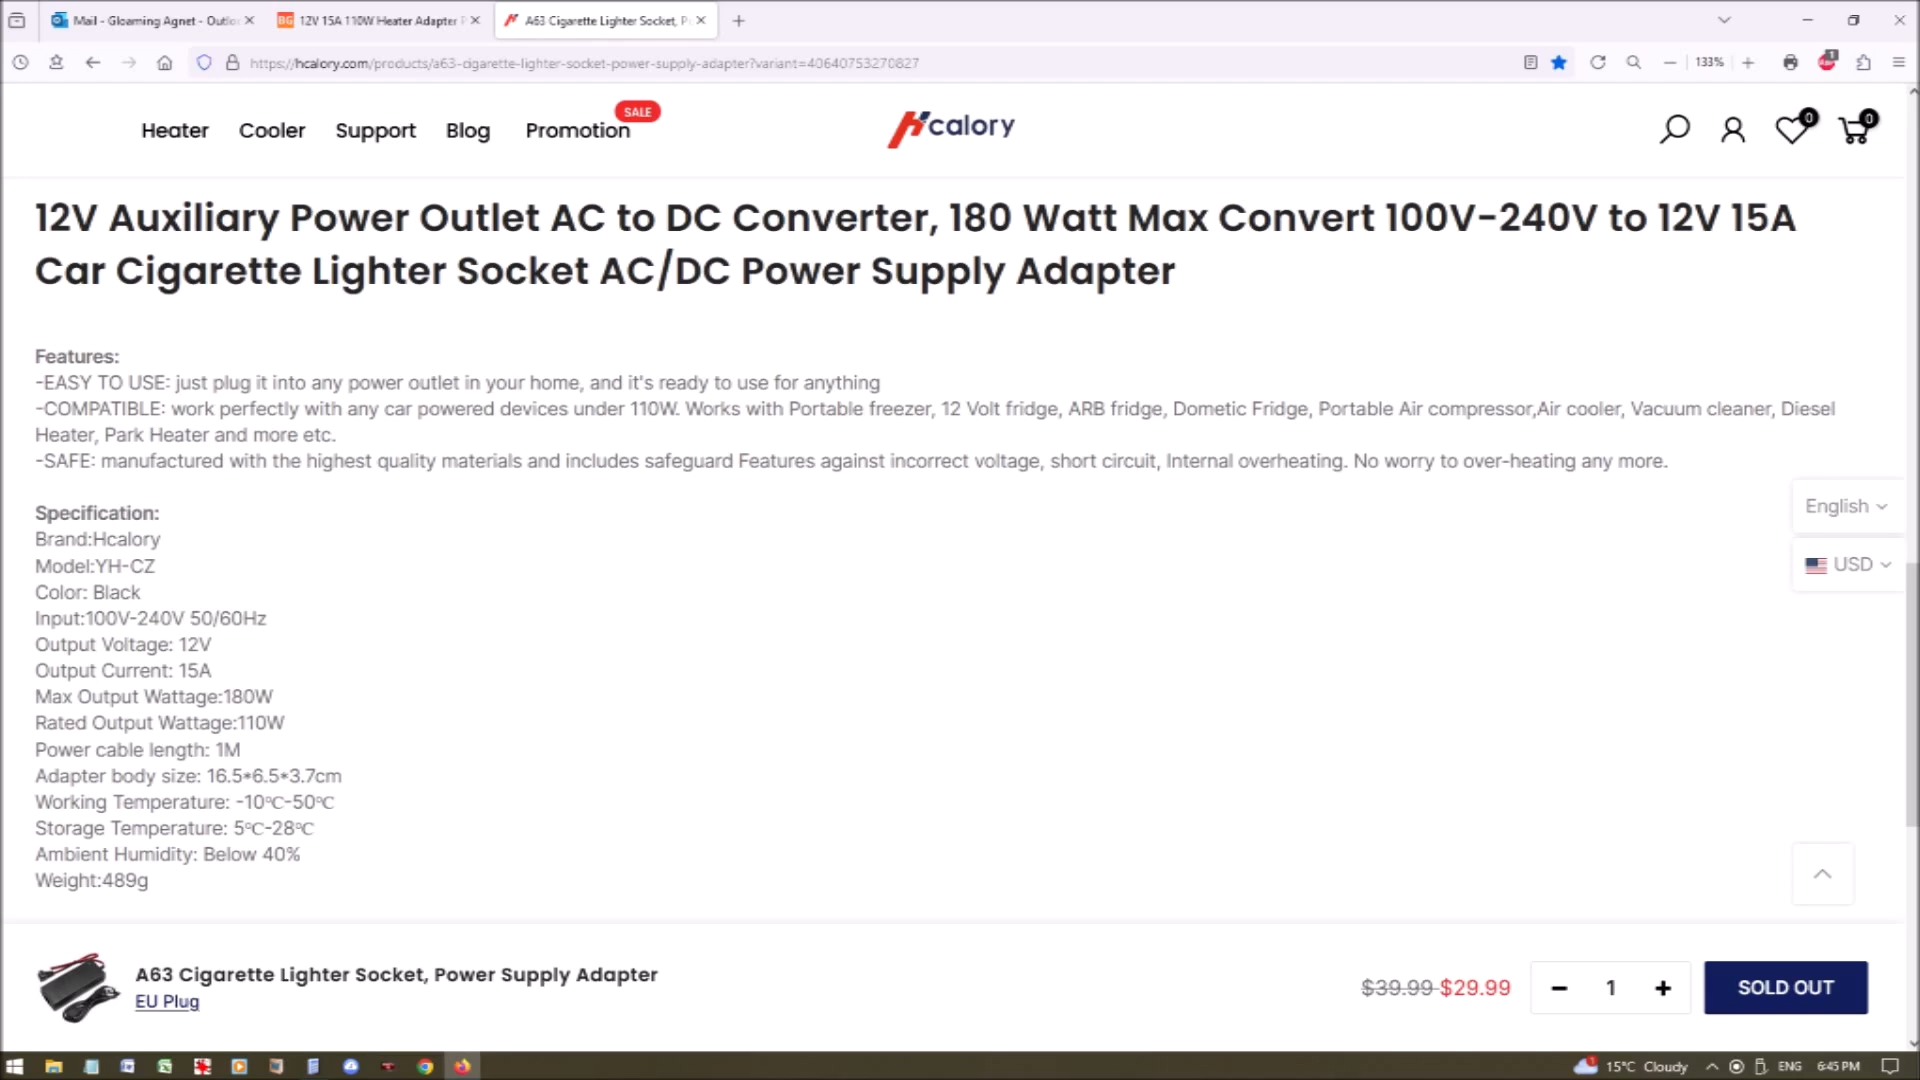 Mail - Gloaming Agnet - Outlo
BG 12V 15A 110W Heater Adapter P
A63 Cigarette Lighter Socket, P
https://hcalory.com/products/a63-cigarette-lighter-socket-power-supply-adapter?variant=40640753270827
133%
1
Heater
Cooler
Support
Blog
Promotion
SALE
Hcalory
0
0
12V Auxiliary Power Outlet AC to DC Converter, 180 Watt Max Convert 100V-240V to 12V 15A
Car Cigarette Lighter Socket AC/DC Power Supply Adapter
Features:
-EASY TO USE: just plug it into any power outlet in your home, and it's ready to use for anything
-COMPATIBLE: work perfectly with any car powered devices under 110W. Works with Portable freezer, 12 Volt fridge, ARB fridge, Dometic Fridge, Portable Air compressor,Air cooler, Vacuum cleaner, Diesel
Heater, Park Heater and more etc.
-SAFE: manufactured with the highest quality materials and includes safeguard Features against incorrect voltage, short circuit, Internal overheating. No worry to over-heating any more.
Specification:
Brand:Hcalory
Model:YH-CZ
Color: Black
Input:100V-240V 50/60Hz
Output Voltage: 12V
Output Current: 15A
Max Output Wattage:180W
Rated Output Wattage:110W
Power cable length: 1M
Adapter body size: 16.5*6.5*3.7cm
Working Temperature: -10℃-50℃
Storage Temperature: 5℃-28℃
Ambient Humidity: Below 40%
Weight:489g
English
USD
A63 Cigarette Lighter Socket, Power Supply Adapter
EU Plug
$39.99 $29.99
1
SOLD OUT
15°C Cloudy
ENG
6:45 PM